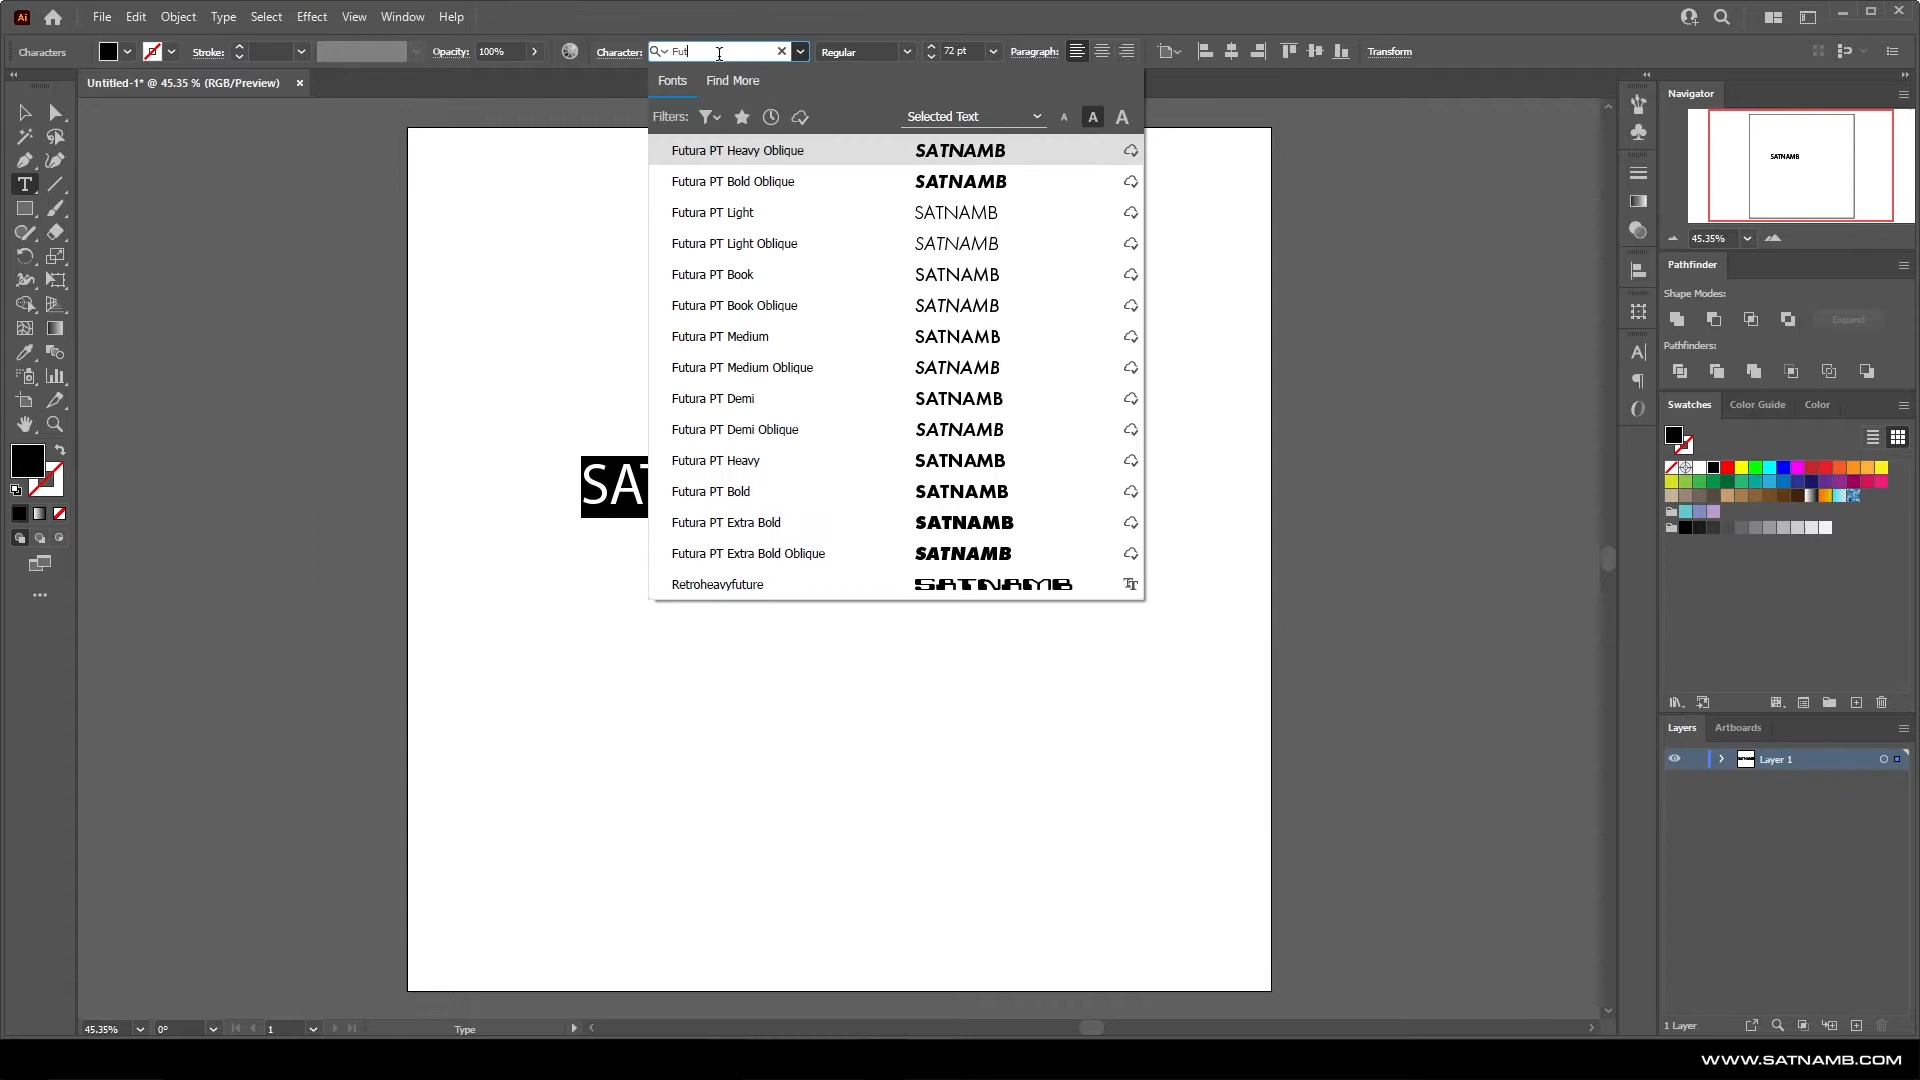 Ai File Edit Object Type Select Effect View Window Help
Characters Stroke: Opacity: 100% Character: Fut Regular 72 pt Paragraph: Transform
Untitled-1* @ 45.35 % (RGB/Preview)
Fonts Find More
Filters: Selected Text A A A
Futura PT Heavy Oblique SATNAMB
Futura PT Bold Oblique SATNAMB
Futura PT Light SATNAMB
Futura PT Light Oblique SATNAMB
Futura PT Book SATNAMB
Futura PT Book Oblique SATNAMB
Futura PT Medium SATNAMB
Futura PT Medium Oblique SATNAMB
Futura PT Demi SATNAMB
Futura PT Demi Oblique SATNAMB
Futura PT Heavy SATNAMB
Futura PT Bold SATNAMB
Futura PT Extra Bold SATNAMB
Futura PT Extra Bold Oblique SATNAMB
Retroheavyfuture SATNAMB
SAT
Navigator
SATNAMB
45.35%
Pathfinder
Shape Modes:
Expand
Pathfinders:
Swatches Color Guide Color
Layers Artboards
Layer 1
1 Layer
45.35% 0° 1 Type
WWW.SATNAMB.COM